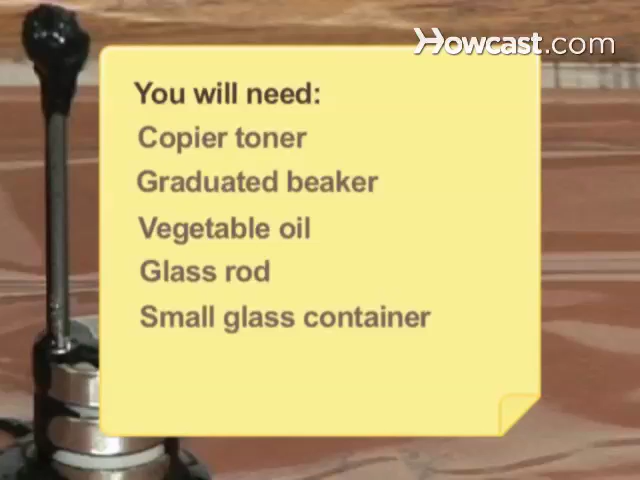 Howcast.com
You will need:
Copier toner
Graduated beaker
Vegetable oil
Glass rod
Small glass container